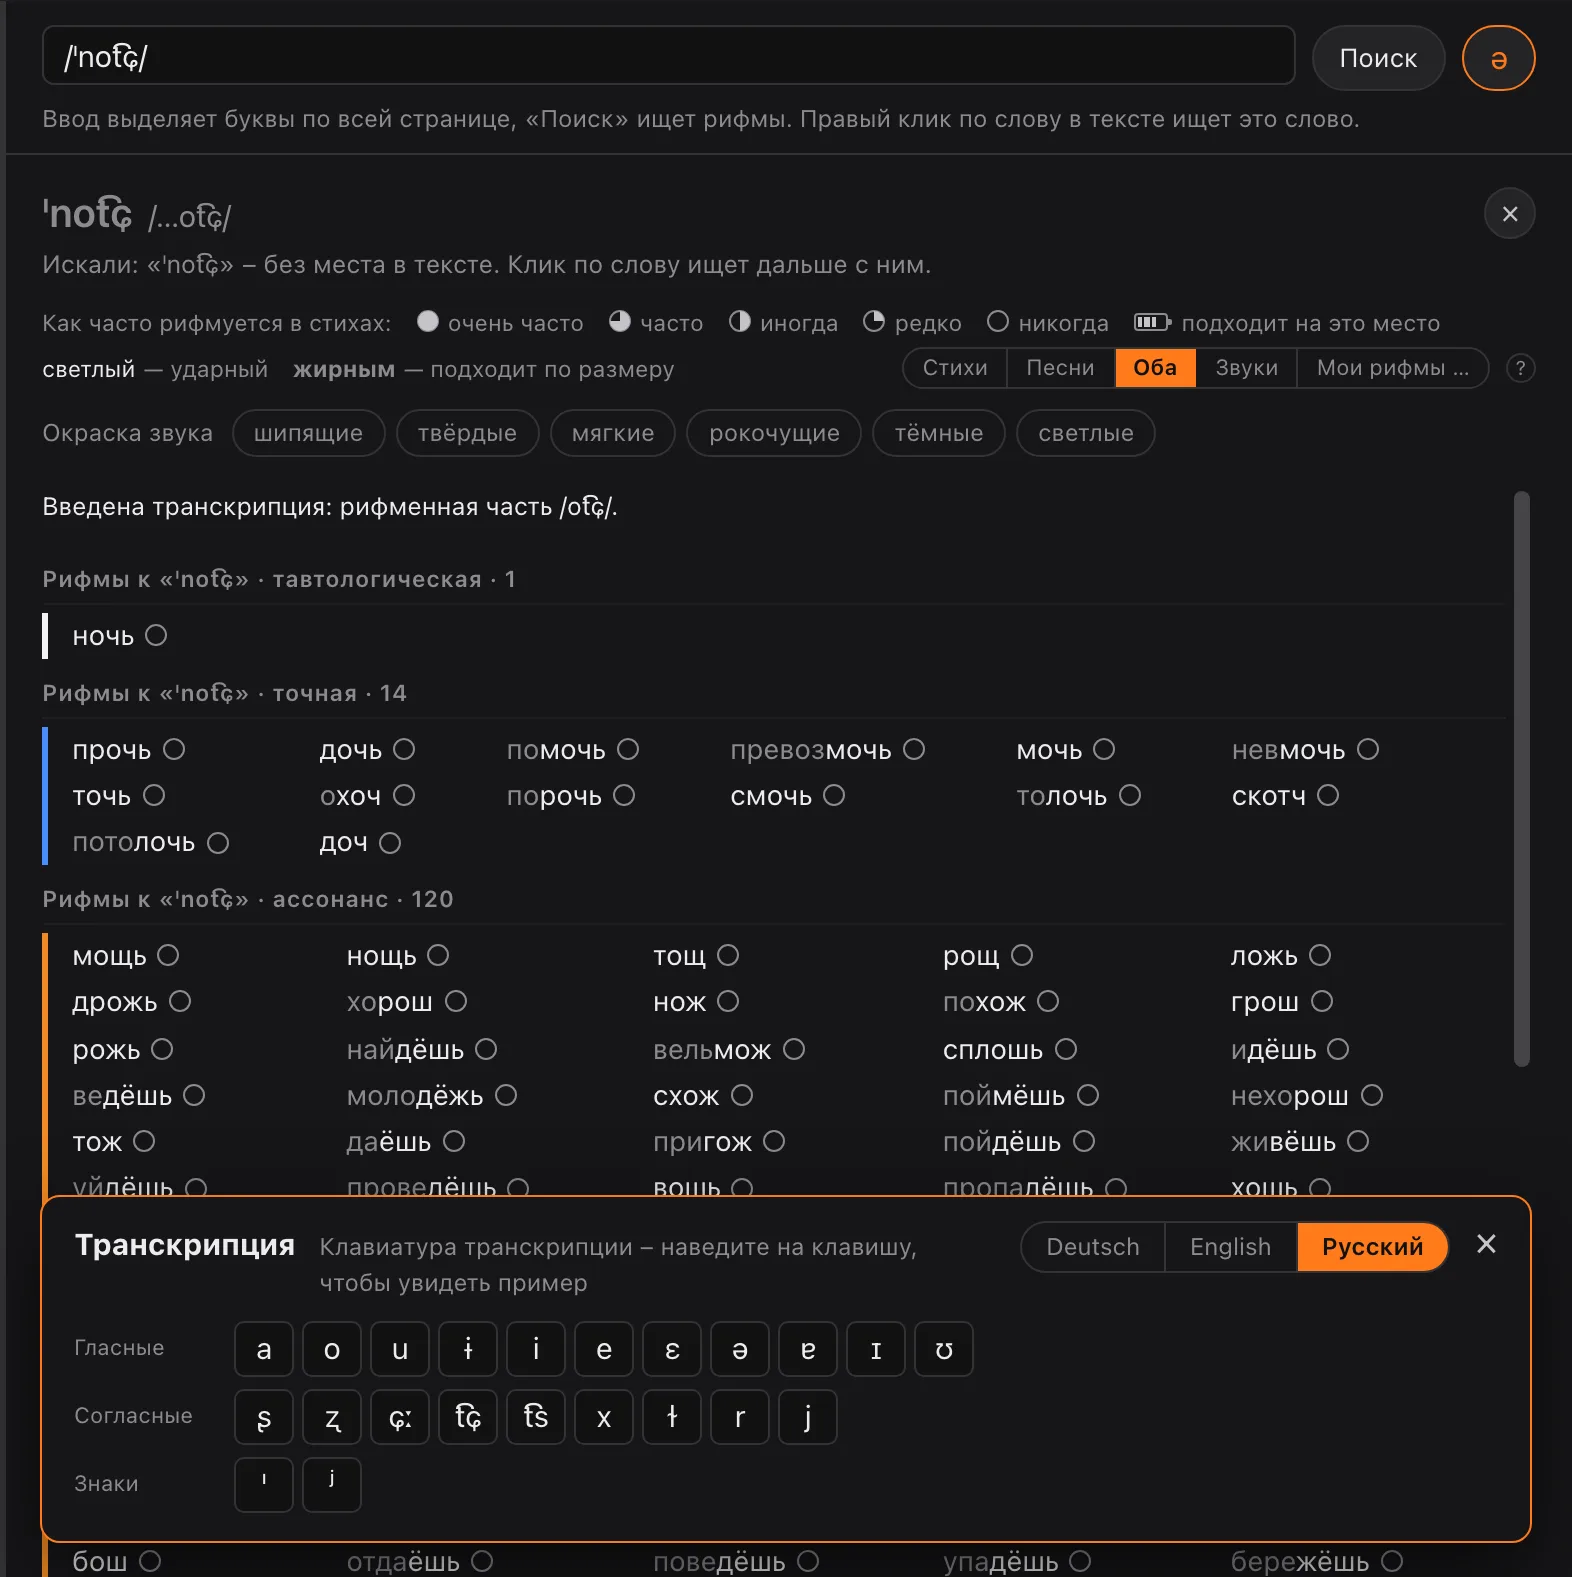 /ˈnot͡ɕ/ Поиск ə
Ввод выделяет буквы по всей странице, «Поиск» ищет рифмы. Правый клик по слову в тексте ищет это слово.
ˈnot͡ɕ /…ot͡ɕ/ ×
Искали: «ˈnot͡ɕ» – без места в тексте. Клик по слову ищет дальше с ним.
Как часто рифмуется в стихах: очень часто часто иногда редко никогда подходит на это место
светлый — ударный жирным — подходит по размеру Стихи Песни Оба Звуки Мои рифмы ... ?
Окраска звука шипящие твёрдые мягкие рокочущие тёмные светлые
Введена транскрипция: рифменная часть /ot͡ɕ/.
Рифмы к «ˈnot͡ɕ» · тавтологическая · 1
ночь
Рифмы к «ˈnot͡ɕ» · точная · 14
прочь дочь помочь превозмочь мочь невмочь
точь охоч порочь смочь толочь скотч
потолочь доч
Рифмы к «ˈnot͡ɕ» · ассонанс · 120
мощь нощь тощ рощ ложь
дрожь хорош нож похож грош
рожь найдёшь вельмож сплошь идёшь
ведёшь молодёжь схож поймёшь нехорош
тож даёшь пригож пойдёшь живёшь
уйдёшь проведёшь вошь пропадёшь хошь
Транскрипция Клавиатура транскрипции – наведите на клавишу, Deutsch English Русский ×
чтобы увидеть пример
Гласные a o u ɨ i e ɛ ə ɐ ɪ ʊ
Согласные ʂ ʐ ɕː t͡ɕ t͡s x ɫ r j
Знаки ˈ ʲ
бош отдаёшь поведёшь упадёшь бережёшь